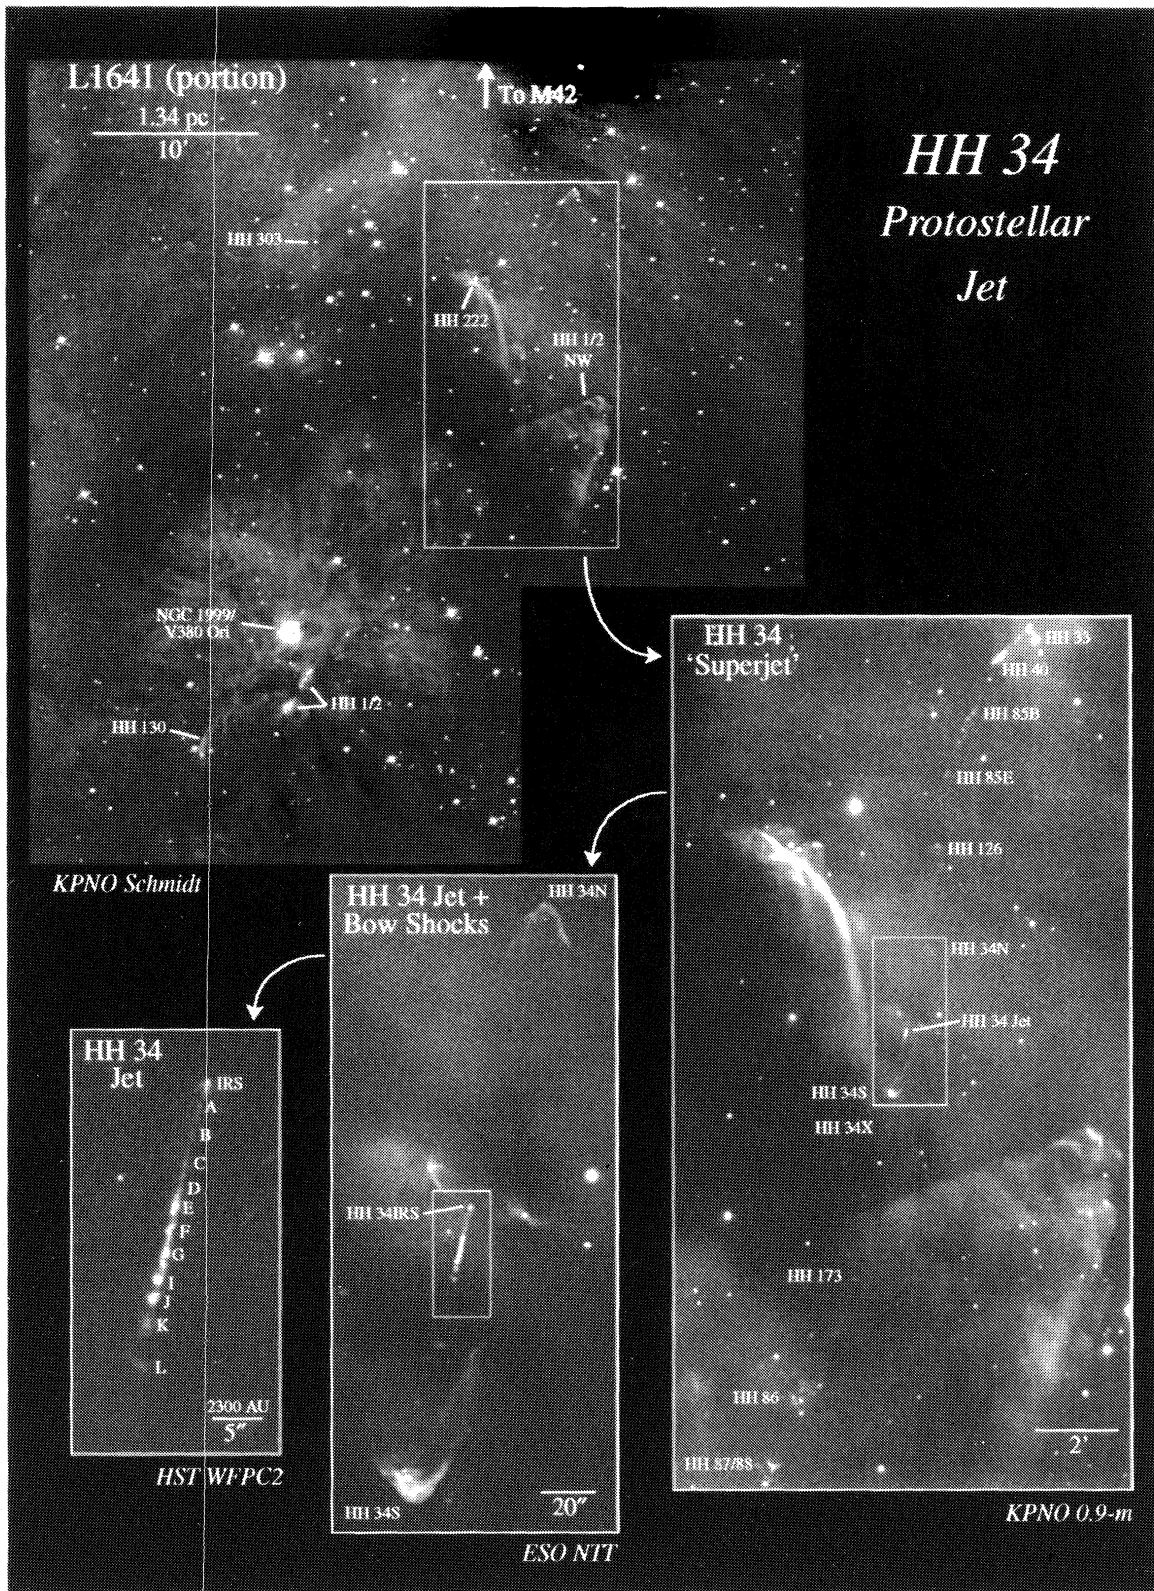 L1641 (portion)
1.34 pc
10'
To M42
HH 34
Protostellar
Jet
HH 303
HH 222
HH 1/2
NW
NGC 1999/
V380 Ori
HH 1/2
HH 130
KPNO Schmidt
HH 34
'Superjet'
HH 33
HH 40
HH 85B
HH 85E
HH 126
HH 34N
HH 34 Jet
HH 34S
HH 34X
HH 173
HH 86
HH 87/88
2'
KPNO 0.9-m
HH 34 Jet +
Bow Shocks
HH 34N
HH 34IRS
HH 34S
20"
ESO NTT
HH 34
Jet
IRS
A
B
C
D
E
F
G
I
J
K
L
2300 AU
5"
HST WFPC2